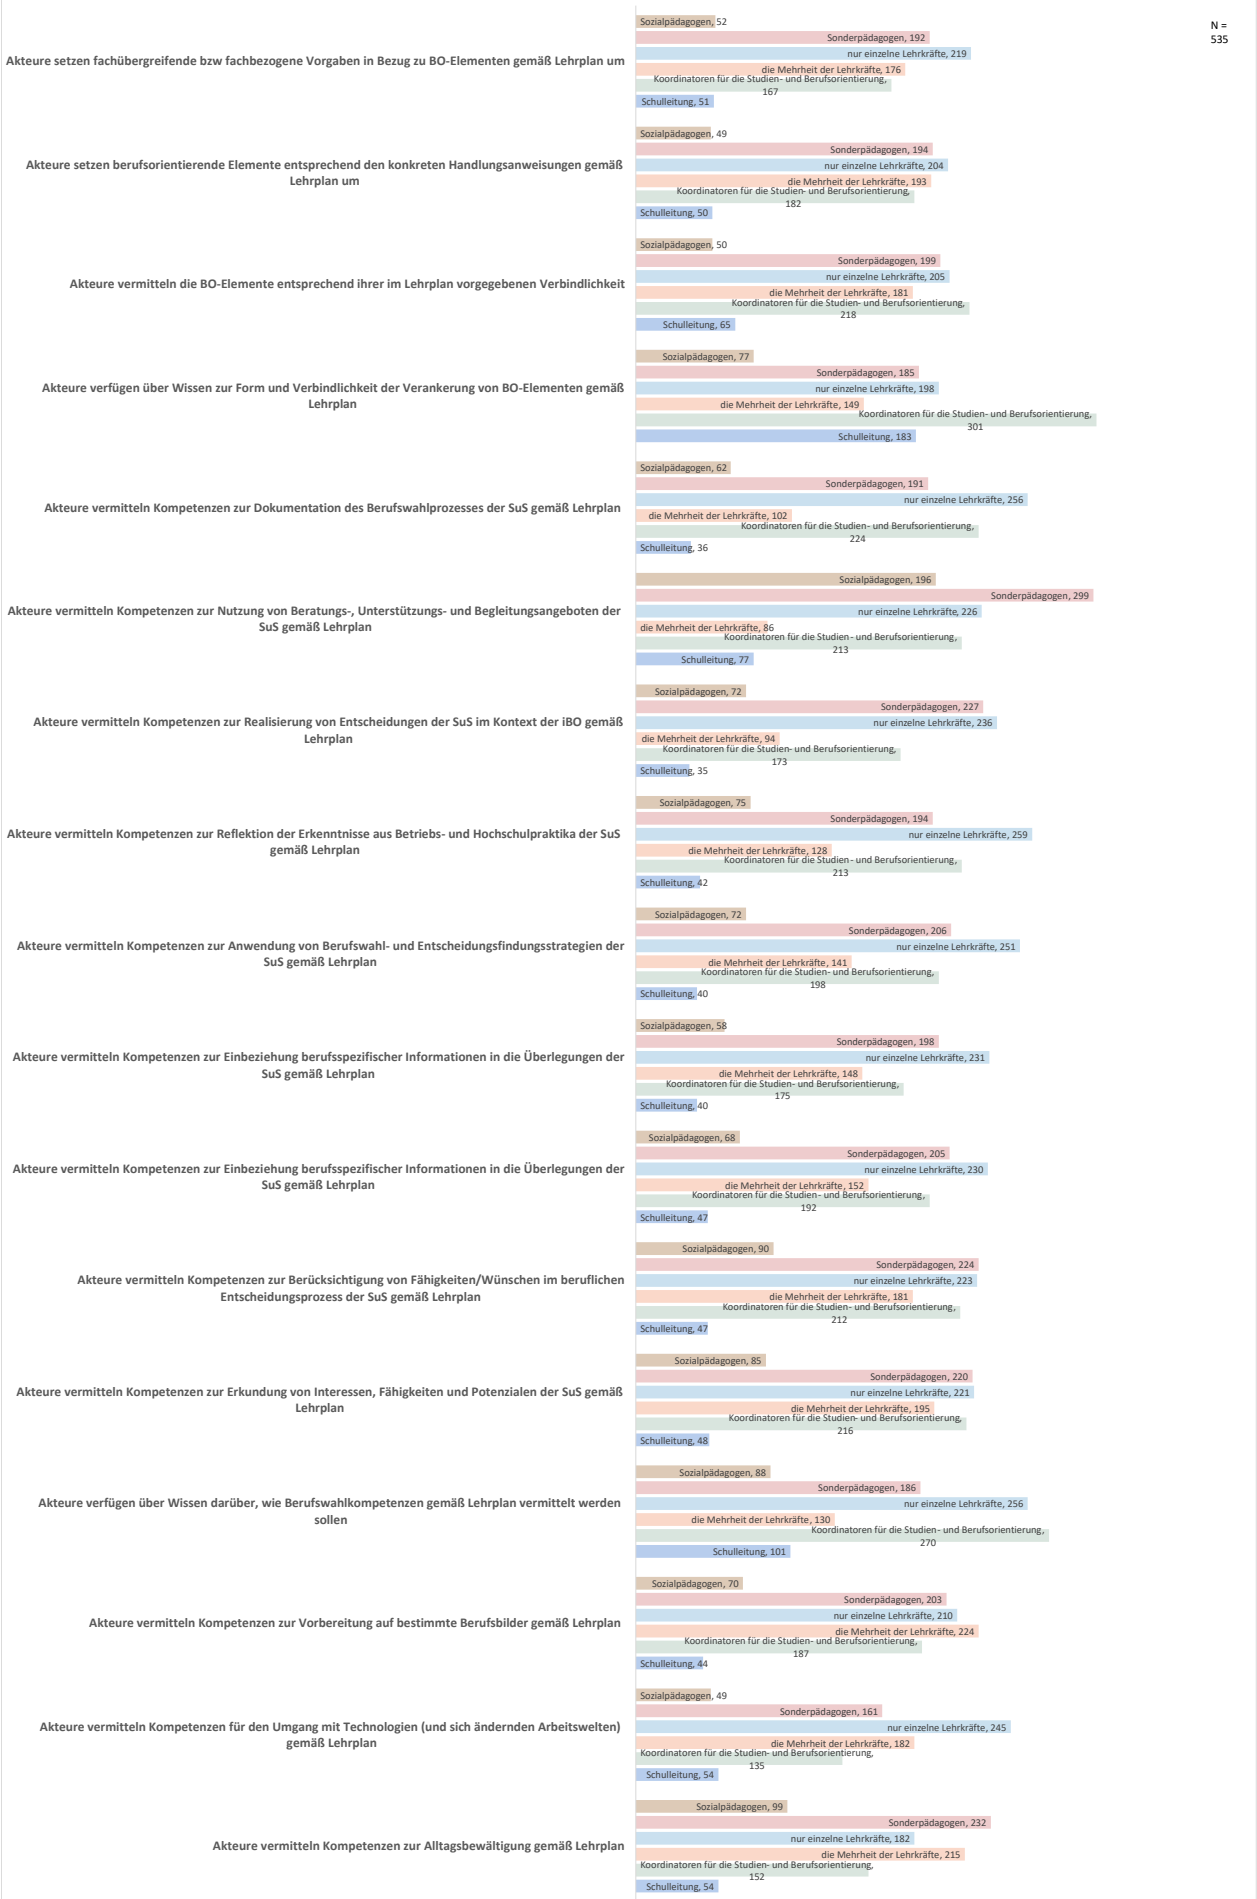 N =
535
Sozialpädagogen, 52
Sonderpädagogen, 192
nur einzelne Lehrkräfte, 219
Akteure setzen fachübergreifende bzw fachbezogene Vorgaben in Bezug zu BO-Elementen gemäß Lehrplan um
die Mehrheit der Lehrkräfte, 176
Koordinatoren für die Studien- und Berufsorientierung,
167
Schulleitung, 51
Sozialpädagogen, 49
Sonderpädagogen, 194
nur einzelne Lehrkräfte, 204
Akteure setzen berufsorientierende Elemente entsprechend den konkreten Handlungsanweisungen gemäß
Lehrplan um
die Mehrheit der Lehrkräfte, 193
Koordinatoren für die Studien- und Berufsorientierung,
182
Schulleitung, 50
Sozialpädagogen, 50
Sonderpädagogen, 199
nur einzelne Lehrkräfte, 205
Akteure vermitteln die BO-Elemente entsprechend ihrer im Lehrplan vorgegebenen Verbindlichkeit
die Mehrheit der Lehrkräfte, 181
Koordinatoren für die Studien- und Berufsorientierung,
218
Schulleitung, 65
Sozialpädagogen, 77
Sonderpädagogen, 185
nur einzelne Lehrkräfte, 198
Akteure verfügen über Wissen zur Form und Verbindlichkeit der Verankerung von BO-Elementen gemäß
Lehrplan
die Mehrheit der Lehrkräfte, 149
Koordinatoren für die Studien- und Berufsorientierung,
301
Schulleitung, 183
Sozialpädagogen, 62
Sonderpädagogen, 191
nur einzelne Lehrkräfte, 256
Akteure vermitteln Kompetenzen zur Dokumentation des Berufswahlprozesses der SuS gemäß Lehrplan
die Mehrheit der Lehrkräfte, 102
Koordinatoren für die Studien- und Berufsorientierung,
224
Schulleitung, 36
Sozialpädagogen, 196
Sonderpädagogen, 299
nur einzelne Lehrkräfte, 226
Akteure vermitteln Kompetenzen zur Nutzung von Beratungs-, Unterstützungs- und Begleitungsangeboten der
SuS gemäß Lehrplan
die Mehrheit der Lehrkräfte, 86
Koordinatoren für die Studien- und Berufsorientierung,
213
Schulleitung, 77
Sozialpädagogen, 72
Sonderpädagogen, 227
nur einzelne Lehrkräfte, 236
Akteure vermitteln Kompetenzen zur Realisierung von Entscheidungen der SuS im Kontext der iBO gemäß
Lehrplan
die Mehrheit der Lehrkräfte, 94
Koordinatoren für die Studien- und Berufsorientierung,
173
Schulleitung, 35
Sozialpädagogen, 75
Sonderpädagogen, 194
nur einzelne Lehrkräfte, 259
Akteure vermitteln Kompetenzen zur Reflektion der Erkenntnisse aus Betriebs- und Hochschulpraktika der SuS
gemäß Lehrplan
die Mehrheit der Lehrkräfte, 128
Koordinatoren für die Studien- und Berufsorientierung,
213
Schulleitung, 42
Sozialpädagogen, 72
Sonderpädagogen, 206
nur einzelne Lehrkräfte, 251
Akteure vermitteln Kompetenzen zur Anwendung von Berufswahl- und Entscheidungsfindungsstrategien der
SuS gemäß Lehrplan
die Mehrheit der Lehrkräfte, 141
Koordinatoren für die Studien- und Berufsorientierung,
198
Schulleitung, 40
Sozialpädagogen, 58
Sonderpädagogen, 198
nur einzelne Lehrkräfte, 231
Akteure vermitteln Kompetenzen zur Einbeziehung berufsspezifischer Informationen in die Überlegungen der
SuS gemäß Lehrplan
die Mehrheit der Lehrkräfte, 148
Koordinatoren für die Studien- und Berufsorientierung,
175
Schulleitung, 40
Sozialpädagogen, 68
Sonderpädagogen, 205
nur einzelne Lehrkräfte, 230
Akteure vermitteln Kompetenzen zur Einbeziehung berufsspezifischer Informationen in die Überlegungen der
SuS gemäß Lehrplan
die Mehrheit der Lehrkräfte, 152
Koordinatoren für die Studien- und Berufsorientierung,
192
Schulleitung, 47
Sozialpädagogen, 90
Sonderpädagogen, 224
nur einzelne Lehrkräfte, 223
Akteure vermitteln Kompetenzen zur Berücksichtigung von Fähigkeiten/Wünschen im beruflichen
Entscheidungsprozess der SuS gemäß Lehrplan
die Mehrheit der Lehrkräfte, 181
Koordinatoren für die Studien- und Berufsorientierung,
212
Schulleitung, 47
Sozialpädagogen, 85
Sonderpädagogen, 220
nur einzelne Lehrkräfte, 221
Akteure vermitteln Kompetenzen zur Erkundung von Interessen, Fähigkeiten und Potenzialen der SuS gemäß
Lehrplan
die Mehrheit der Lehrkräfte, 195
Koordinatoren für die Studien- und Berufsorientierung,
216
Schulleitung, 48
Sozialpädagogen, 88
Sonderpädagogen, 186
nur einzelne Lehrkräfte, 256
Akteure verfügen über Wissen darüber, wie Berufswahlkompetenzen gemäß Lehrplan vermittelt werden
sollen
die Mehrheit der Lehrkräfte, 130
Koordinatoren für die Studien- und Berufsorientierung,
270
Schulleitung, 101
Sozialpädagogen, 70
Sonderpädagogen, 203
nur einzelne Lehrkräfte, 210
Akteure vermitteln Kompetenzen zur Vorbereitung auf bestimmte Berufsbilder gemäß Lehrplan
die Mehrheit der Lehrkräfte, 224
Koordinatoren für die Studien- und Berufsorientierung,
187
Schulleitung, 44
Sozialpädagogen, 49
Sonderpädagogen, 161
nur einzelne Lehrkräfte, 245
Akteure vermitteln Kompetenzen für den Umgang mit Technologien (und sich ändernden Arbeitswelten)
gemäß Lehrplan
die Mehrheit der Lehrkräfte, 182
Koordinatoren für die Studien- und Berufsorientierung,
135
Schulleitung, 54
Sozialpädagogen, 99
Sonderpädagogen, 232
nur einzelne Lehrkräfte, 182
Akteure vermitteln Kompetenzen zur Alltagsbewältigung gemäß Lehrplan
die Mehrheit der Lehrkräfte, 215
Koordinatoren für die Studien- und Berufsorientierung,
152
Schulleitung, 54